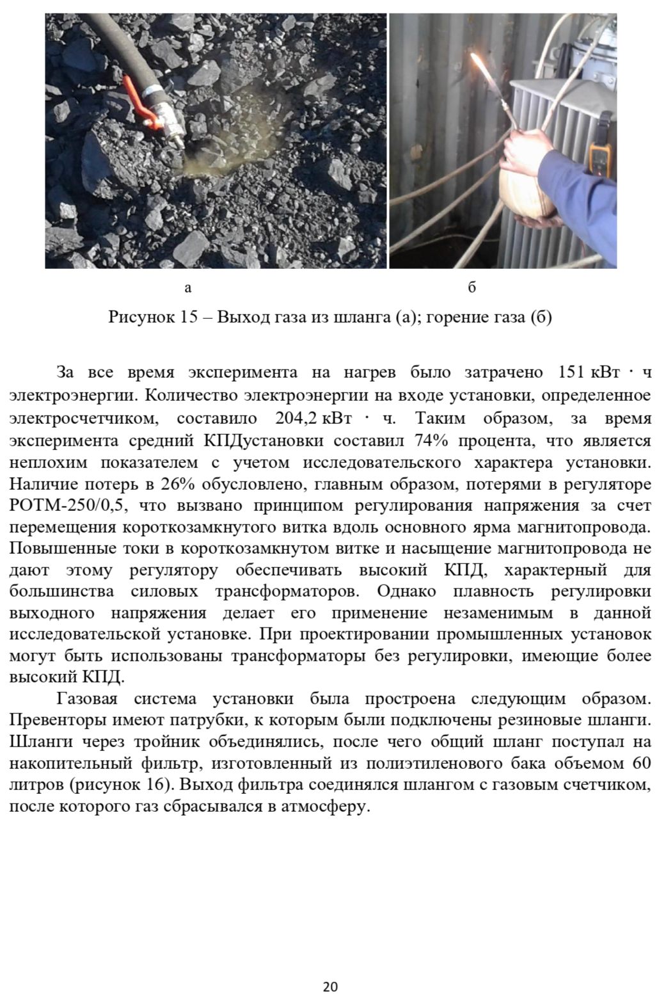 а
б
Рисунок 15 – Выход газа из шланга (а); горение газа (б)
За все время эксперимента на нагрев было затрачено 151 кВт · ч
электроэнергии. Количество электроэнергии на входе установки, определенное
электросчетчиком, составило 204,2 кВт · ч. Таким образом, за время
эксперимента средний КПДустановки составил 74% процента, что является
неплохим показателем с учетом исследовательского характера установки.
Наличие потерь в 26% обусловлено, главным образом, потерями в регуляторе
РОТМ-250/0,5, что вызвано принципом регулирования напряжения за счет
перемещения короткозамкнутого витка вдоль основного ярма магнитопровода.
Повышенные токи в короткозамкнутом витке и насыщение магнитопровода не
дают этому регулятору обеспечивать высокий КПД, характерный для
большинства силовых трансформаторов. Однако плавность регулировки
выходного напряжения делает его применение незаменимым в данной
исследовательской установке. При проектировании промышленных установок
могут быть использованы трансформаторы без регулировки, имеющие более
высокий КПД.
Газовая система установки была простроена следующим образом.
Превенторы имеют патрубки, к которым были подключены резиновые шланги.
Шланги через тройник объединялись, после чего общий шланг поступал на
накопительный фильтр, изготовленный из полиэтиленового бака объемом 60
литров (рисунок 16). Выход фильтра соединялся шлангом с газовым счетчиком,
после которого газ сбрасывался в атмосферу.
20